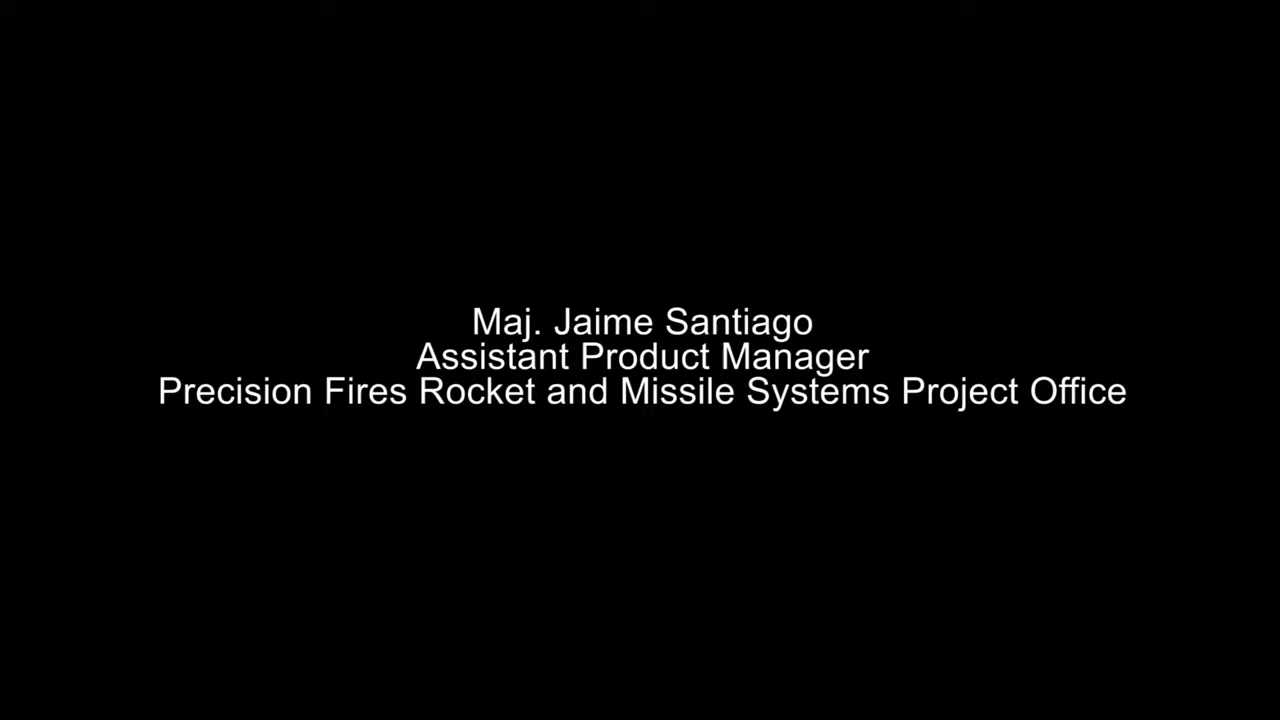 Maj. Jaime Santiago
Assistant Product Manager
Precision Fires Rocket and Missile Systems Project Office